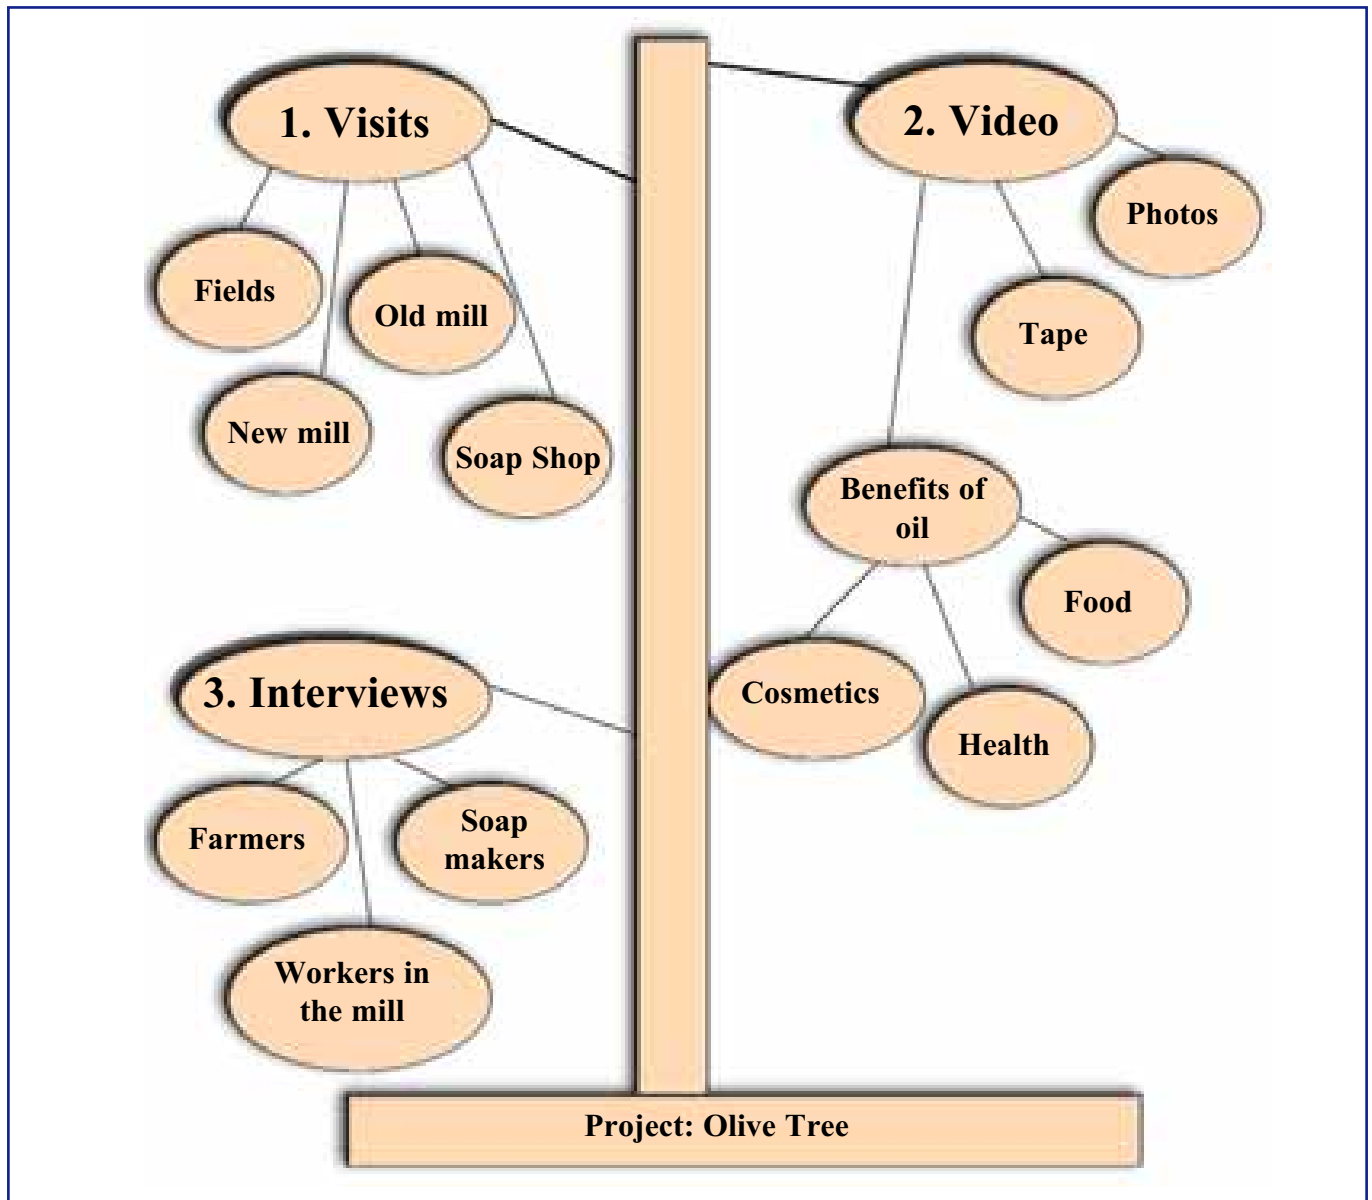 1. Visits
Fields
Old mill
New mill
Soap Shop
2. Video
Photos
Tape
Benefits of
oil
Food
Cosmetics
Health
3. Interviews
Farmers
Soap
makers
Workers in
the mill
Project: Olive Tree